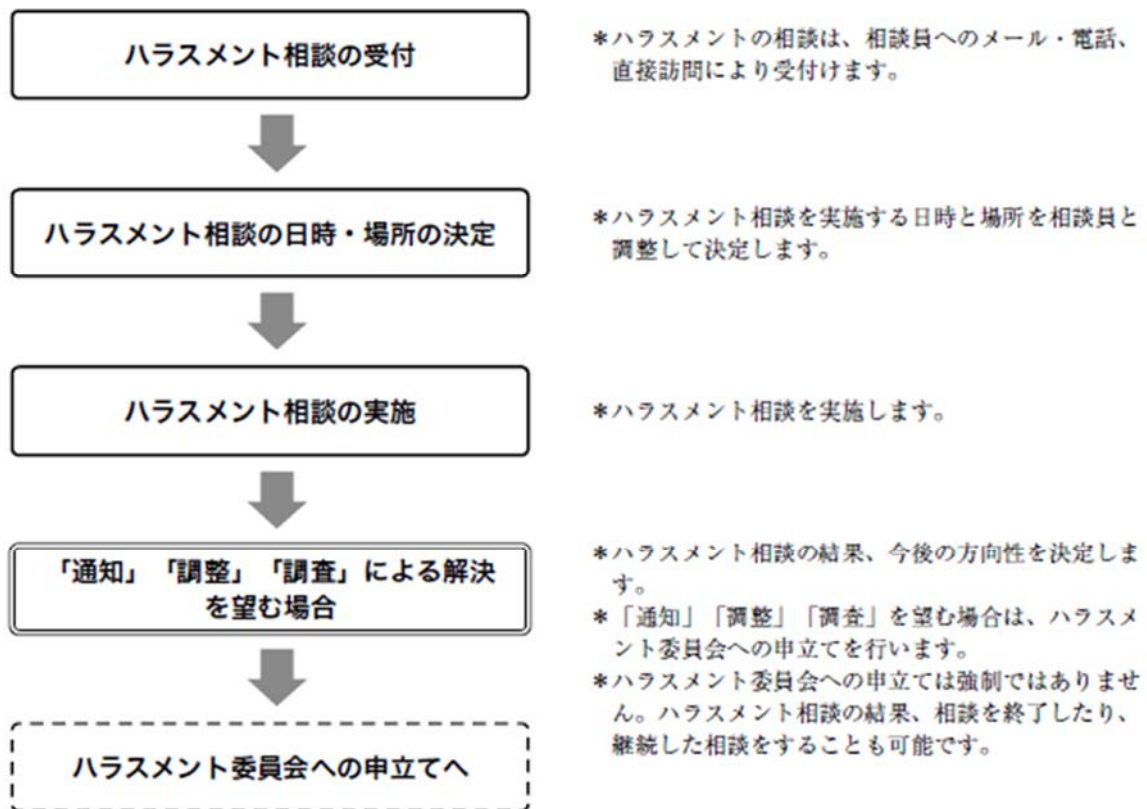 ハラスメント相談の受付
*ハラスメントの相談は、相談員へのメール・電話、
直接訪問により受付けます。
ハラスメント相談の日時・場所の決定
*ハラスメント相談を実施する日時と場所を相談員と
調整して決定します。
ハラスメント相談の実施
*ハラスメント相談を実施します。
「通知」「調整」「調査」による解決
を望む場合
*ハラスメント相談の結果、今後の方向性を決定しま
す。
*「通知」「調整」「調査」を望む場合は、ハラスメ
ント委員会への申立てを行います。
*ハラスメント委員会への申立ては強制ではありませ
ん。ハラスメント相談の結果、相談を終了したり、
継続した相談をすることも可能です。
ハラスメント委員会への申立てへ